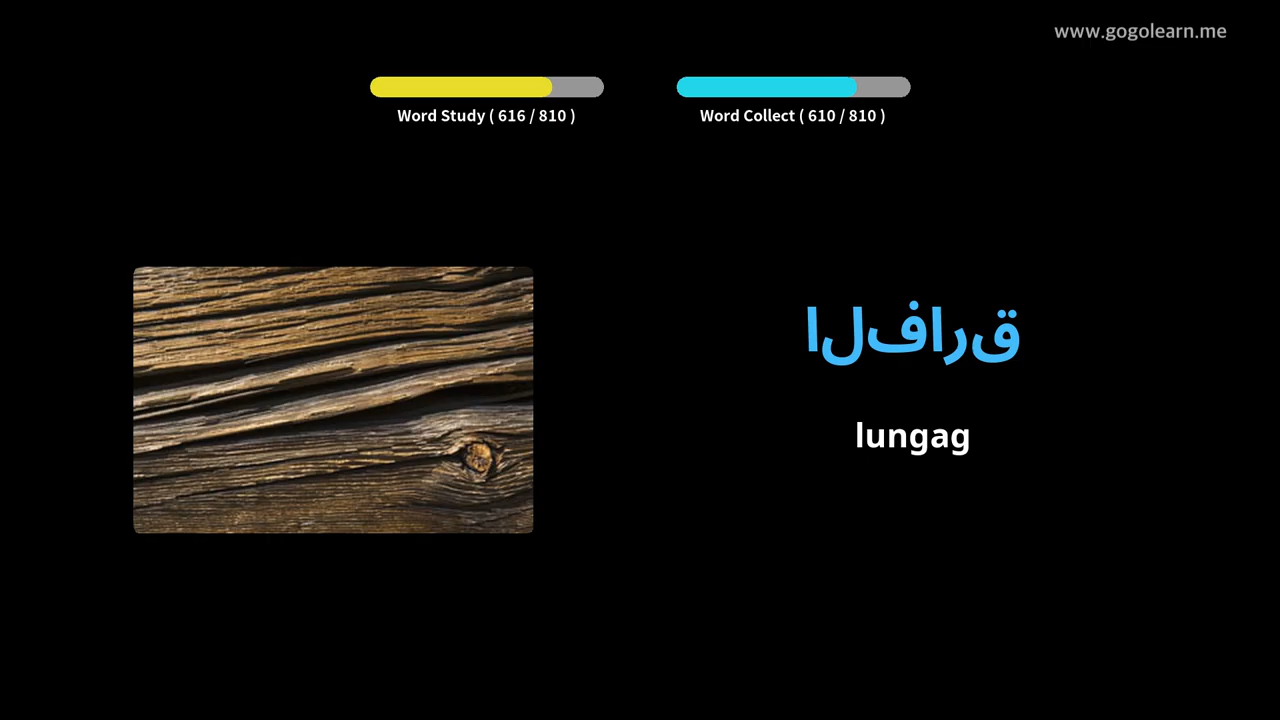 www.gogolearn.me
Word Study ( 616 / 810 )
Word Collect ( 610 / 810 )
الفارق
lungag